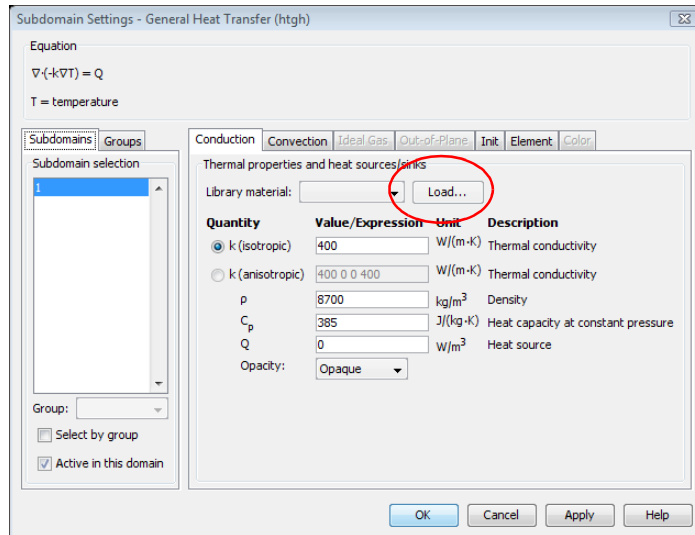 Subdomain Settings - General Heat Transfer (htgh)
Equation
∇·(-k∇T) = Q
T = temperature
Subdomains Groups
Subdomain selection
1
Group:
Select by group
Active in this domain
Conduction Convection Ideal Gas Out-of-Plane Init Element Color
Thermal properties and heat sources/sinks
Library material: Load...
Quantity Value/Expression Unit Description
k (isotropic) 400 W/(m·K) Thermal conductivity
k (anisotropic) 400 0 0 400 W/(m·K) Thermal conductivity
ρ 8700 kg/m³ Density
Cp 385 J/(kg·K) Heat capacity at constant pressure
Q 0 W/m³ Heat source
Opacity: Opaque
OK Cancel Apply Help